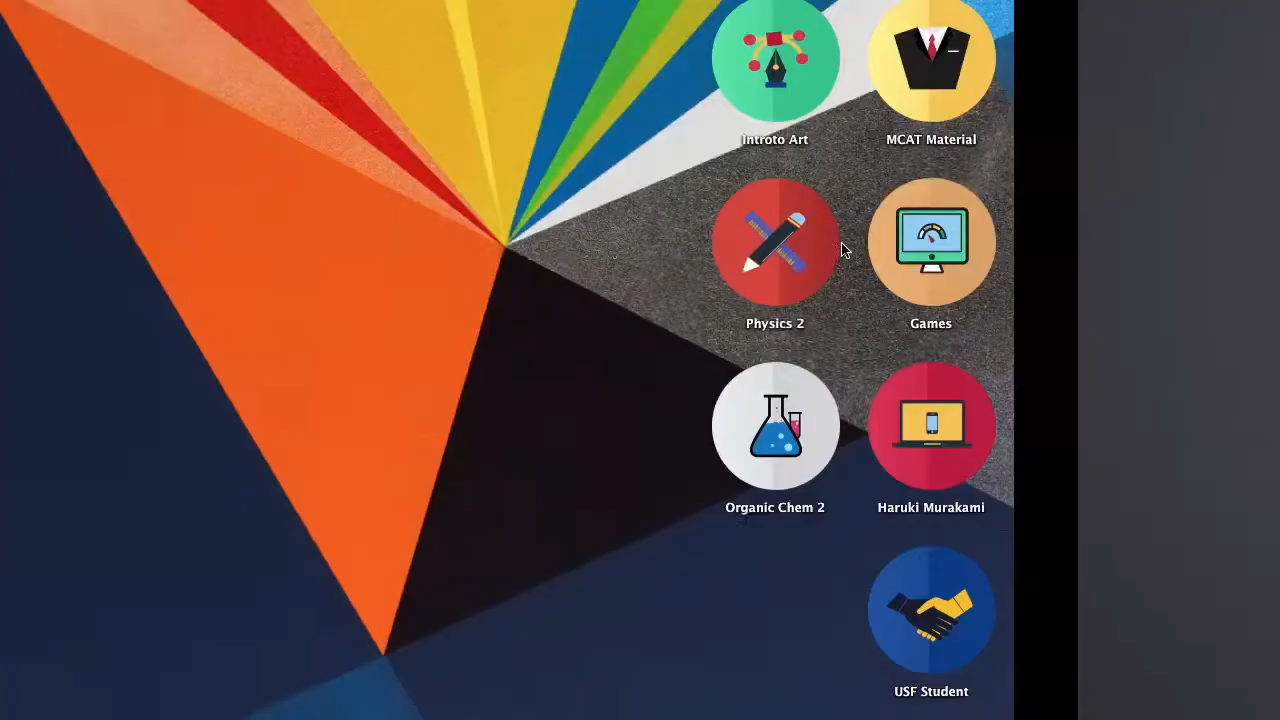 Introto Art
MCAT Material
Physics 2
Games
Organic Chem 2
Haruki Murakami
USF Student